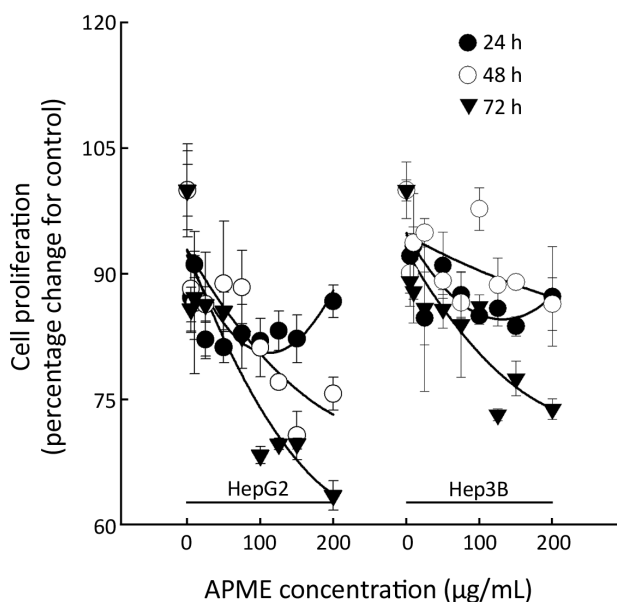 120
24 h
48 h
72 h
105
90
75
60
Cell proliferation
(percentage change for control)
HepG2
Hep3B
0
100
200
0
100
200
APME concentration (µg/mL)